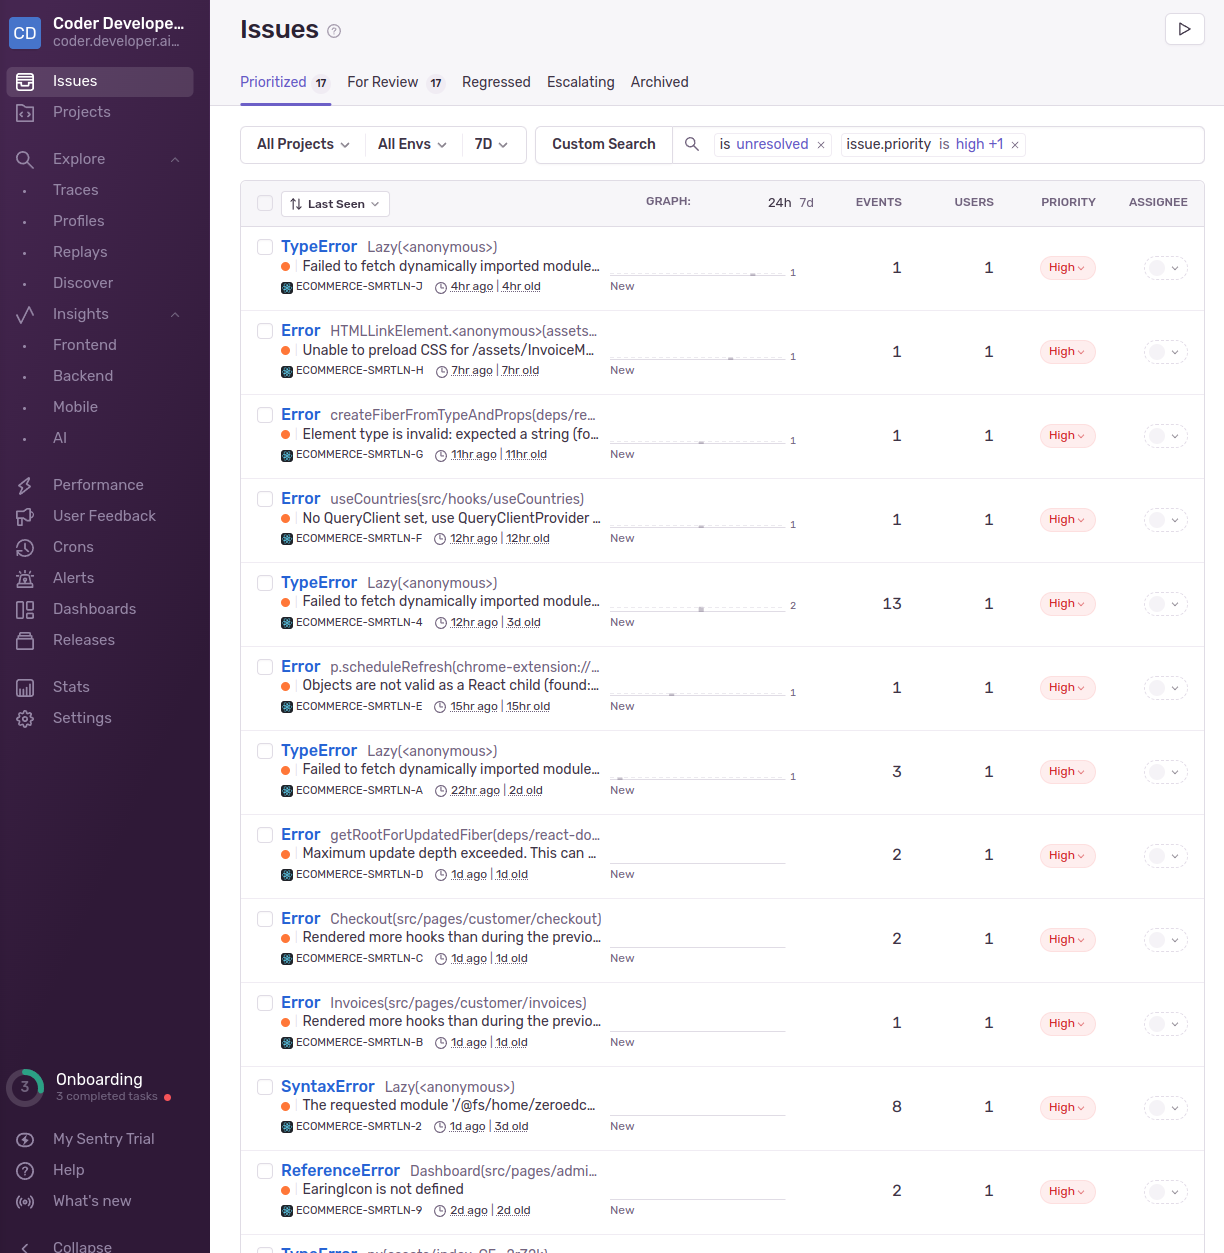 CD
Coder Develope...
coder.developer.ai...
Issues
Projects
Explore
Traces
Profiles
Replays
Discover
Insights
Frontend
Backend
Mobile
AI
Performance
User Feedback
Crons
Alerts
Dashboards
Releases
Stats
Settings
3
Onboarding
3 completed tasks
My Sentry Trial
Help
What's new
Collapse
Issues ?
Prioritized 17 For Review 17 Regressed Escalating Archived
All Projects All Envs 7D Custom Search is unresolved × issue.priority is high +1 ×
Last Seen GRAPH: 24h 7d EVENTS USERS PRIORITY ASSIGNEE
TypeError Lazy(<anonymous>)
Failed to fetch dynamically imported module... 1 1 1 High
ECOMMERCE-SMRTLN-J 4hr ago | 4hr old New
Error HTMLLinkElement.<anonymous>(assets...
Unable to preload CSS for /assets/InvoiceM... 1 1 1 High
ECOMMERCE-SMRTLN-H 7hr ago | 7hr old New
Error createFiberFromTypeAndProps(deps/re...
Element type is invalid: expected a string (fo... 1 1 1 High
ECOMMERCE-SMRTLN-G 11hr ago | 11hr old New
Error useCountries(src/hooks/useCountries)
No QueryClient set, use QueryClientProvider ... 1 1 1 High
ECOMMERCE-SMRTLN-F 12hr ago | 12hr old New
TypeError Lazy(<anonymous>)
Failed to fetch dynamically imported module... 2 13 1 High
ECOMMERCE-SMRTLN-4 12hr ago | 3d old New
Error p.scheduleRefresh(chrome-extension://...
Objects are not valid as a React child (found:... 1 1 1 High
ECOMMERCE-SMRTLN-E 15hr ago | 15hr old New
TypeError Lazy(<anonymous>)
Failed to fetch dynamically imported module... 1 3 1 High
ECOMMERCE-SMRTLN-A 22hr ago | 2d old New
Error getRootForUpdatedFiber(deps/react-do...
Maximum update depth exceeded. This can ... 2 1 High
ECOMMERCE-SMRTLN-D 1d ago | 1d old New
Error Checkout(src/pages/customer/checkout)
Rendered more hooks than during the previo... 2 1 High
ECOMMERCE-SMRTLN-C 1d ago | 1d old New
Error Invoices(src/pages/customer/invoices)
Rendered more hooks than during the previo... 1 1 High
ECOMMERCE-SMRTLN-B 1d ago | 1d old New
SyntaxError Lazy(<anonymous>)
The requested module '/@fs/home/zeroedc... 8 1 High
ECOMMERCE-SMRTLN-2 1d ago | 3d old New
ReferenceError Dashboard(src/pages/admi...
EaringIcon is not defined 2 1 High
ECOMMERCE-SMRTLN-9 2d ago | 2d old New
TypeError